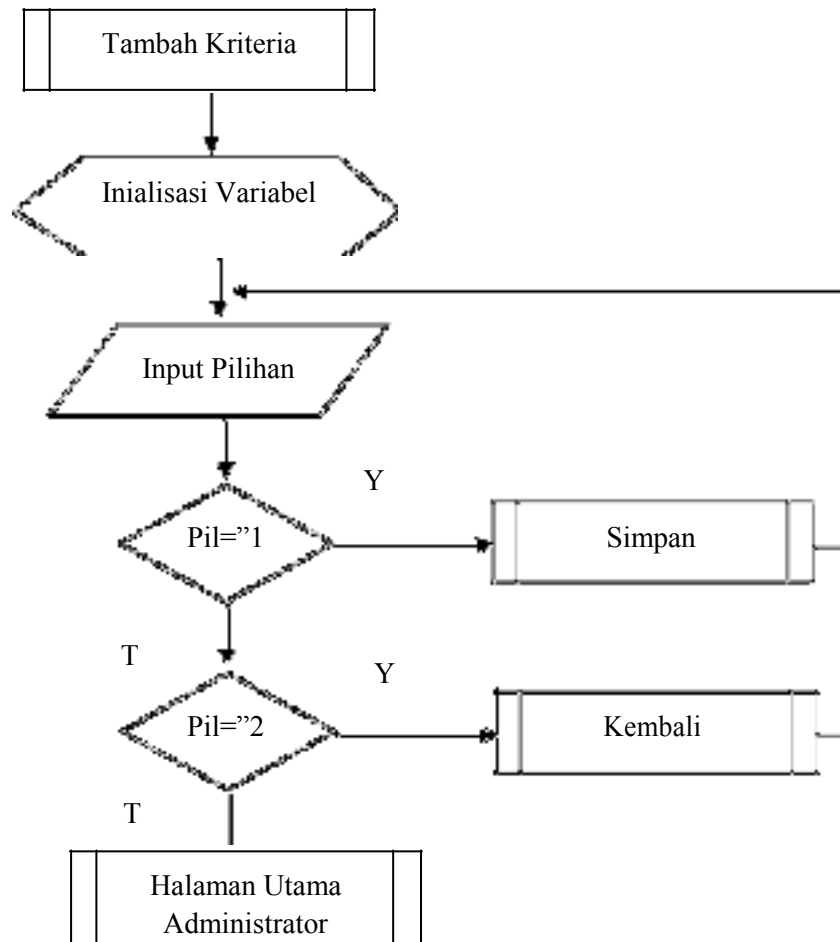 Tambah Kriteria
Inialisasi Variabel
Input Pilihan
Y
Pil=”1
Simpan
T
Y
Pil=”2
Kembali
T
Halaman Utama
Administrator